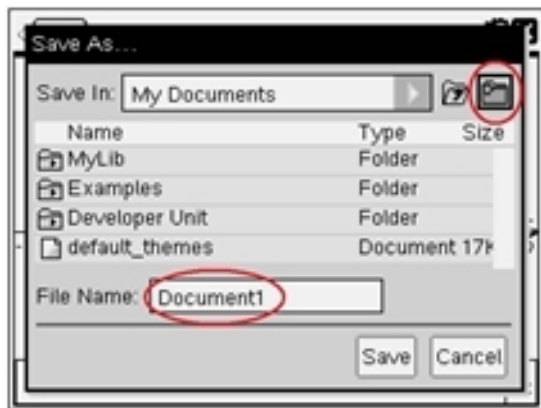 Save As...
Save In: My Documents
Name Type Size
MyLib Folder
Examples Folder
Developer Unit Folder
default_themes Document 17K
File Name: Document1
Save Cancel